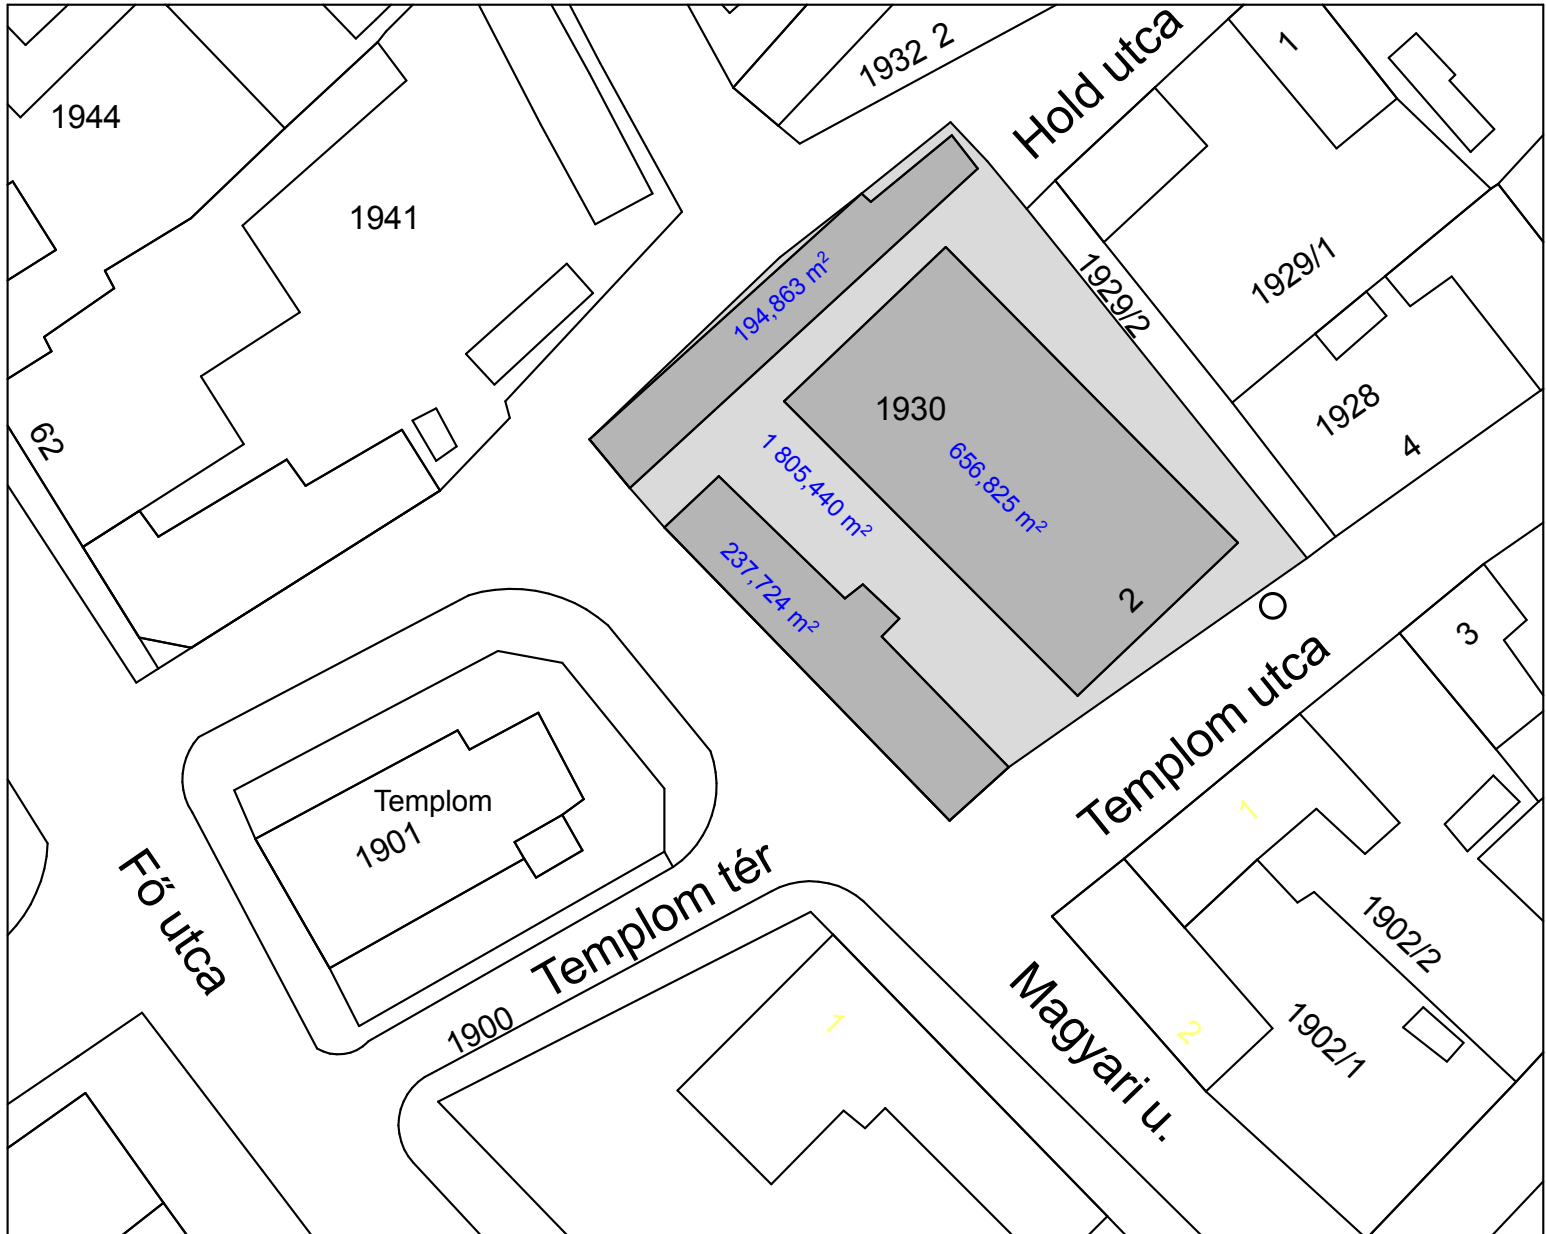 1932 2
1
Hold utca
1944
1941
194,863 m²
1929/2
1929/1
1930
1928
4
62
1 805,440 m²
656,825 m²
237,724 m²
2
3
Templom utca
Templom
1901
1
Fő utca
Templom tér
1900
1902/2
Magyari u.
1
2
1902/1